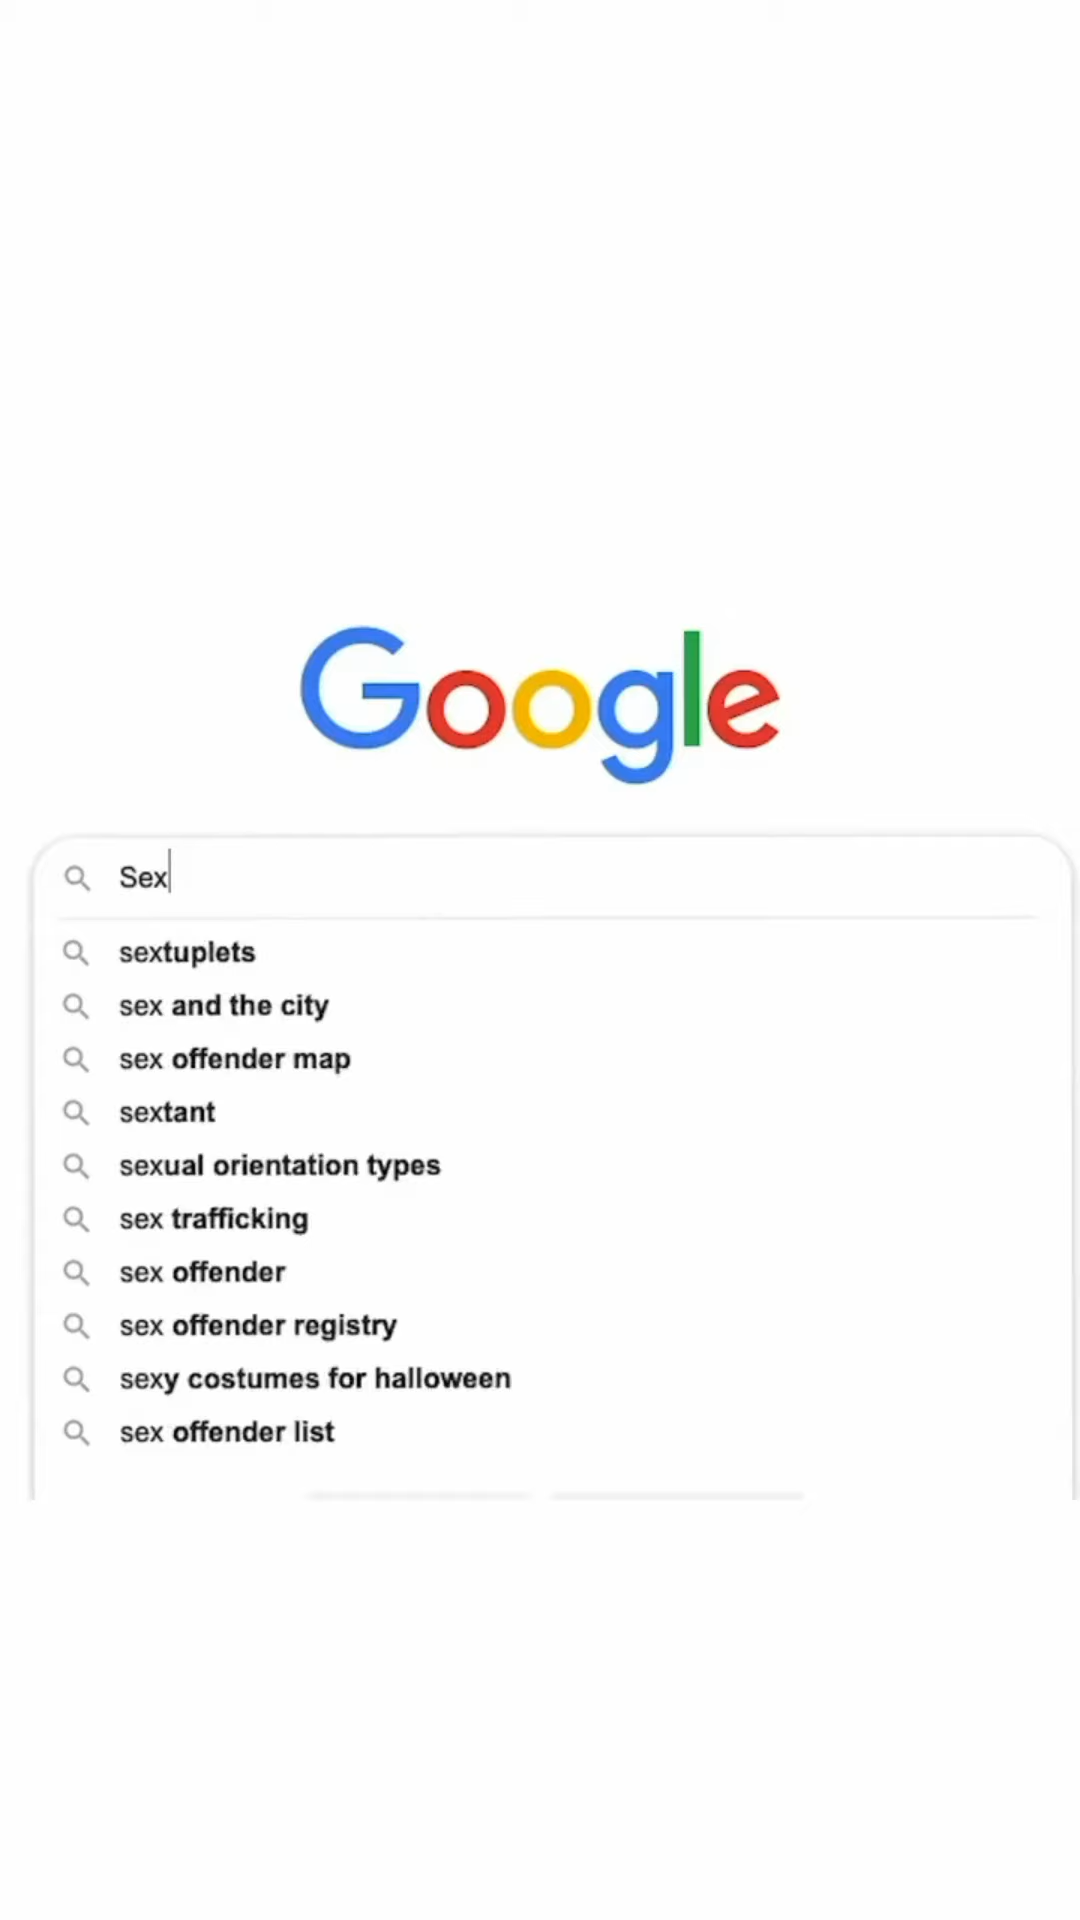 Google
Sex
sextuplets
sex and the city
sex offender map
sextant
sexual orientation types
sex trafficking
sex offender
sex offender registry
sexy costumes for halloween
sex offender list